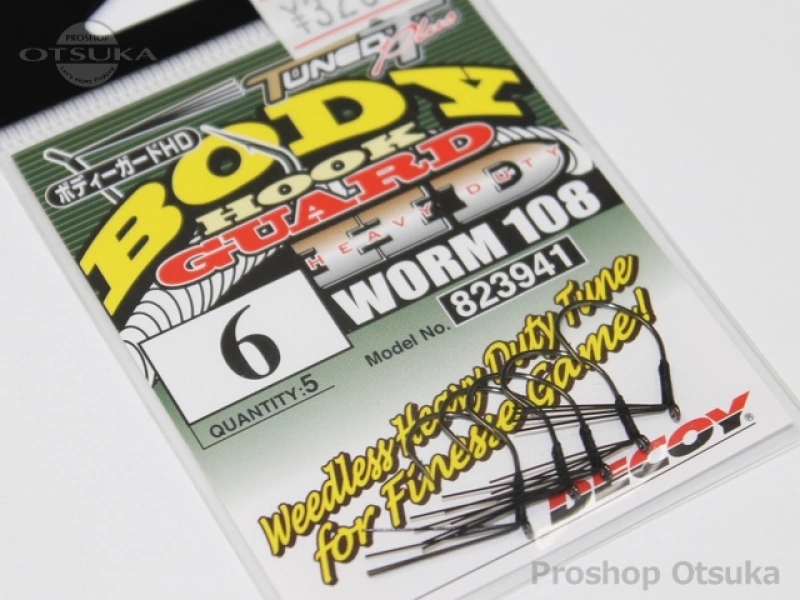 PROSHOP
OTSUKA
TUNED Plus
ボディーガードHD
BODY
HOOK
GUARD
HD
HEAVY DUTY
WORM 108
Model No. 823941
6
QUANTITY:5
Weedless Heavy Duty Tune
for Finesse Game!
DECOY
Proshop Otsuka